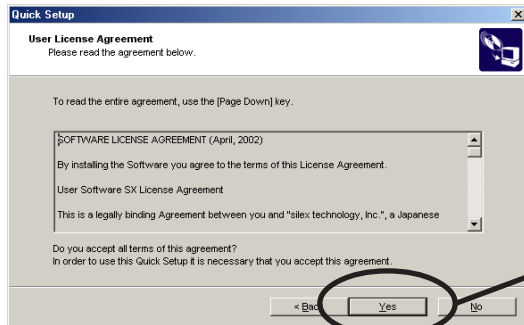 Quick Setup
User License Agreement
Please read the agreement below.
To read the entire agreement, use the [Page Down] key.
SOFTWARE LICENSE AGREEMENT (April, 2002)
By installing the Software you agree to the terms of this License Agreement.
User Software SX License Agreement
This is a legally binding Agreement between you and "silex technology, Inc.", a Japanese
Do you accept all terms of this agreement?
In order to use this Quick Setup it is necessary that you accept this agreement.
< Back Yes No